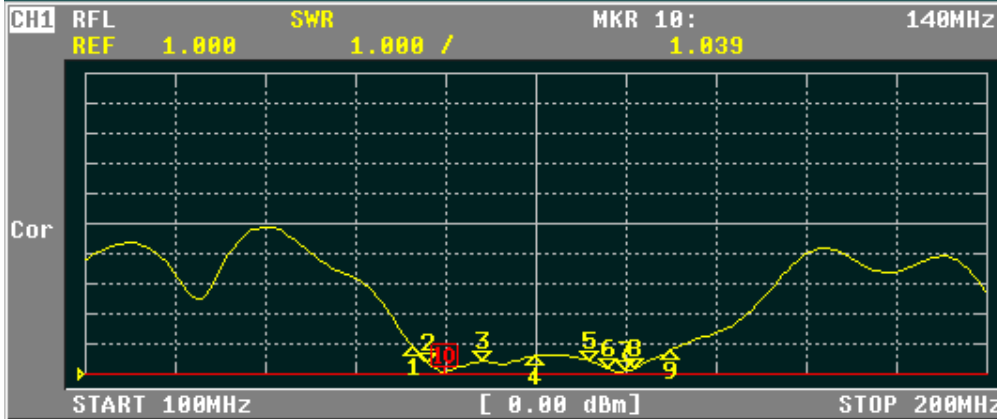 CH1 RFL SWR MKR 10: 140MHz
REF 1.000 1.000 / 1.039
Cor
2 10 3 5 6 7 8
1 4 9
START 100MHz [ 0.00 dBm] STOP 200MHz